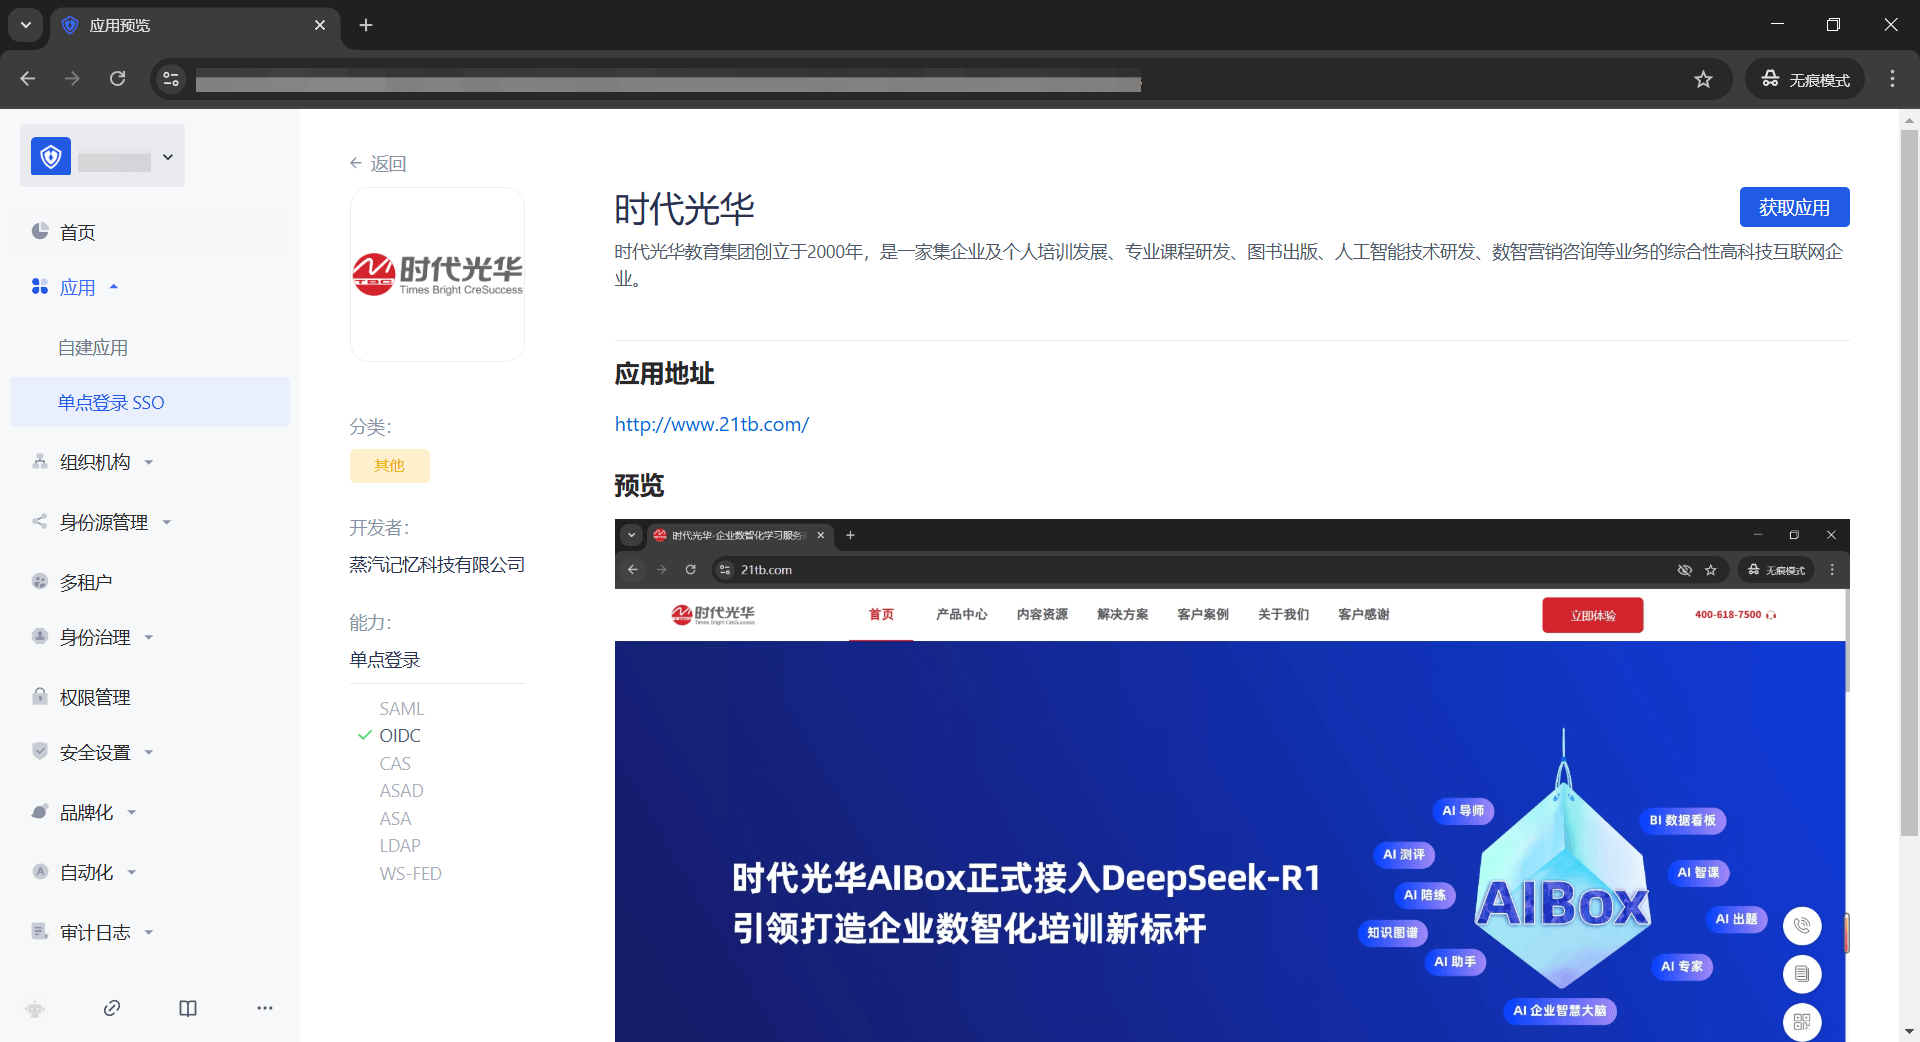 应用预览
无痕模式
首页
应用
自建应用
单点登录 SSO
组织机构
身份源管理
多租户
身份治理
权限管理
安全设置
品牌化
自动化
审计日志
返回
时代光华
Times Bright CreSuccess
分类：
其他
开发者：
蒸汽记忆科技有限公司
能力：
单点登录
SAML
OIDC
CAS
ASAD
ASA
LDAP
WS-FED
时代光华
获取应用
时代光华教育集团创立于2000年，是一家集企业及个人培训发展、专业课程研发、图书出版、人工智能技术研发、数智营销咨询等业务的综合性高科技互联网企
业。
应用地址
http://www.21tb.com/
预览
时代光华-企业数智化学习服务
21tb.com
无痕模式
时代光华
Times Bright CreSuccess
首页
产品中心
内容资源
解决方案
客户案例
关于我们
客户感谢
立即体验
400-618-7500
时代光华AIBox正式接入DeepSeek-R1
引领打造企业数智化培训新标杆
AI 导师
BI 数据看板
AI 测评
AI 智课
AI 陪练
AIBox
AI 出题
知识图谱
AI 助手
AI 专家
AI 企业智慧大脑